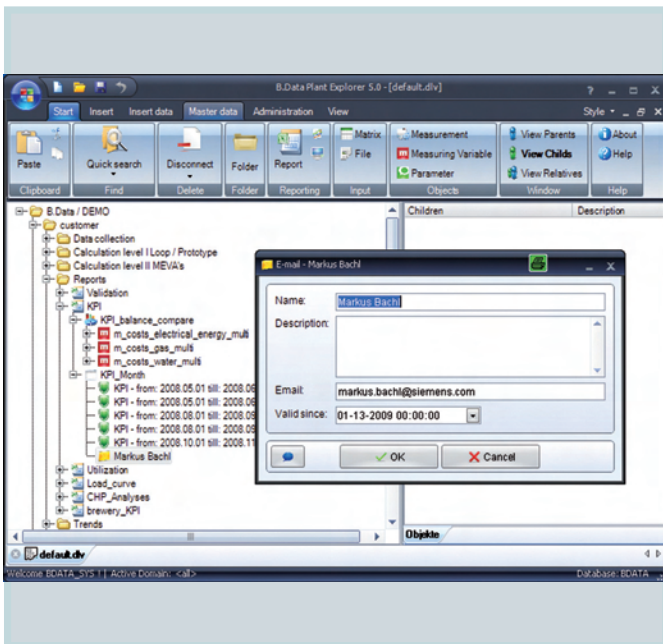 B.Data Plant Explorer 5.0 - [default.dlv]
Start Insert Insert data Master data Administration View Style
Paste Quick search Disconnect Folder Report Matrix File Measurement Measuring Variable Parameter View Parents View Childs View Relatives About Help
Clipboard Find Delete Folder Reporting Input Objects Window Help
B.Data / DEMO
customer
Data collection
Calculation level I Loop / Prototype
Calculation level II MEVA's
Reports
Validation
KPI
KPI_balance_compare
m_costs_electrical_energy_multi
m_costs_gas_multi
m_costs_water_multi
KPI_Month
KPI - from: 2008.05.01 till: 2008.06
KPI - from: 2008.07.01 till: 2008.08
KPI - from: 2008.08.01 till: 2008.09
KPI - from: 2008.08.01 till: 2008.09
KPI - from: 2008.10.01 till: 2008.11
Markus Bachl
Utilization
Load_curve
CHP_Analyses
brewery_KPI
Trends
Children Description
E-mail - Markus Bachl
Name: Markus Bachl
Description:
Email: markus.bachl@siemens.com
Valid since: 01-13-2009 00:00:00
OK Cancel
Objekte
default.dlv
Welcome BDATA_SYS ! | Active Domain: <all> Database: BDATA